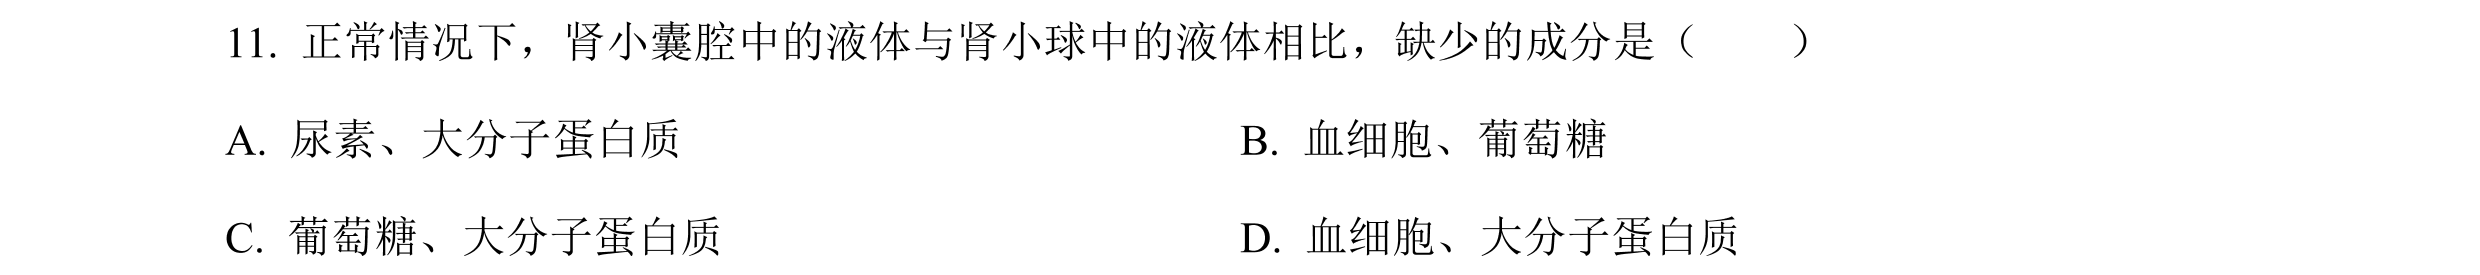 11. 正常情况下，肾小囊腔中的液体与肾小球中的液体相比，缺少的成分是（　　）
A. 尿素、大分子蛋白质　　B. 血细胞、葡萄糖
C. 葡萄糖、大分子蛋白质　　D. 血细胞、大分子蛋白质